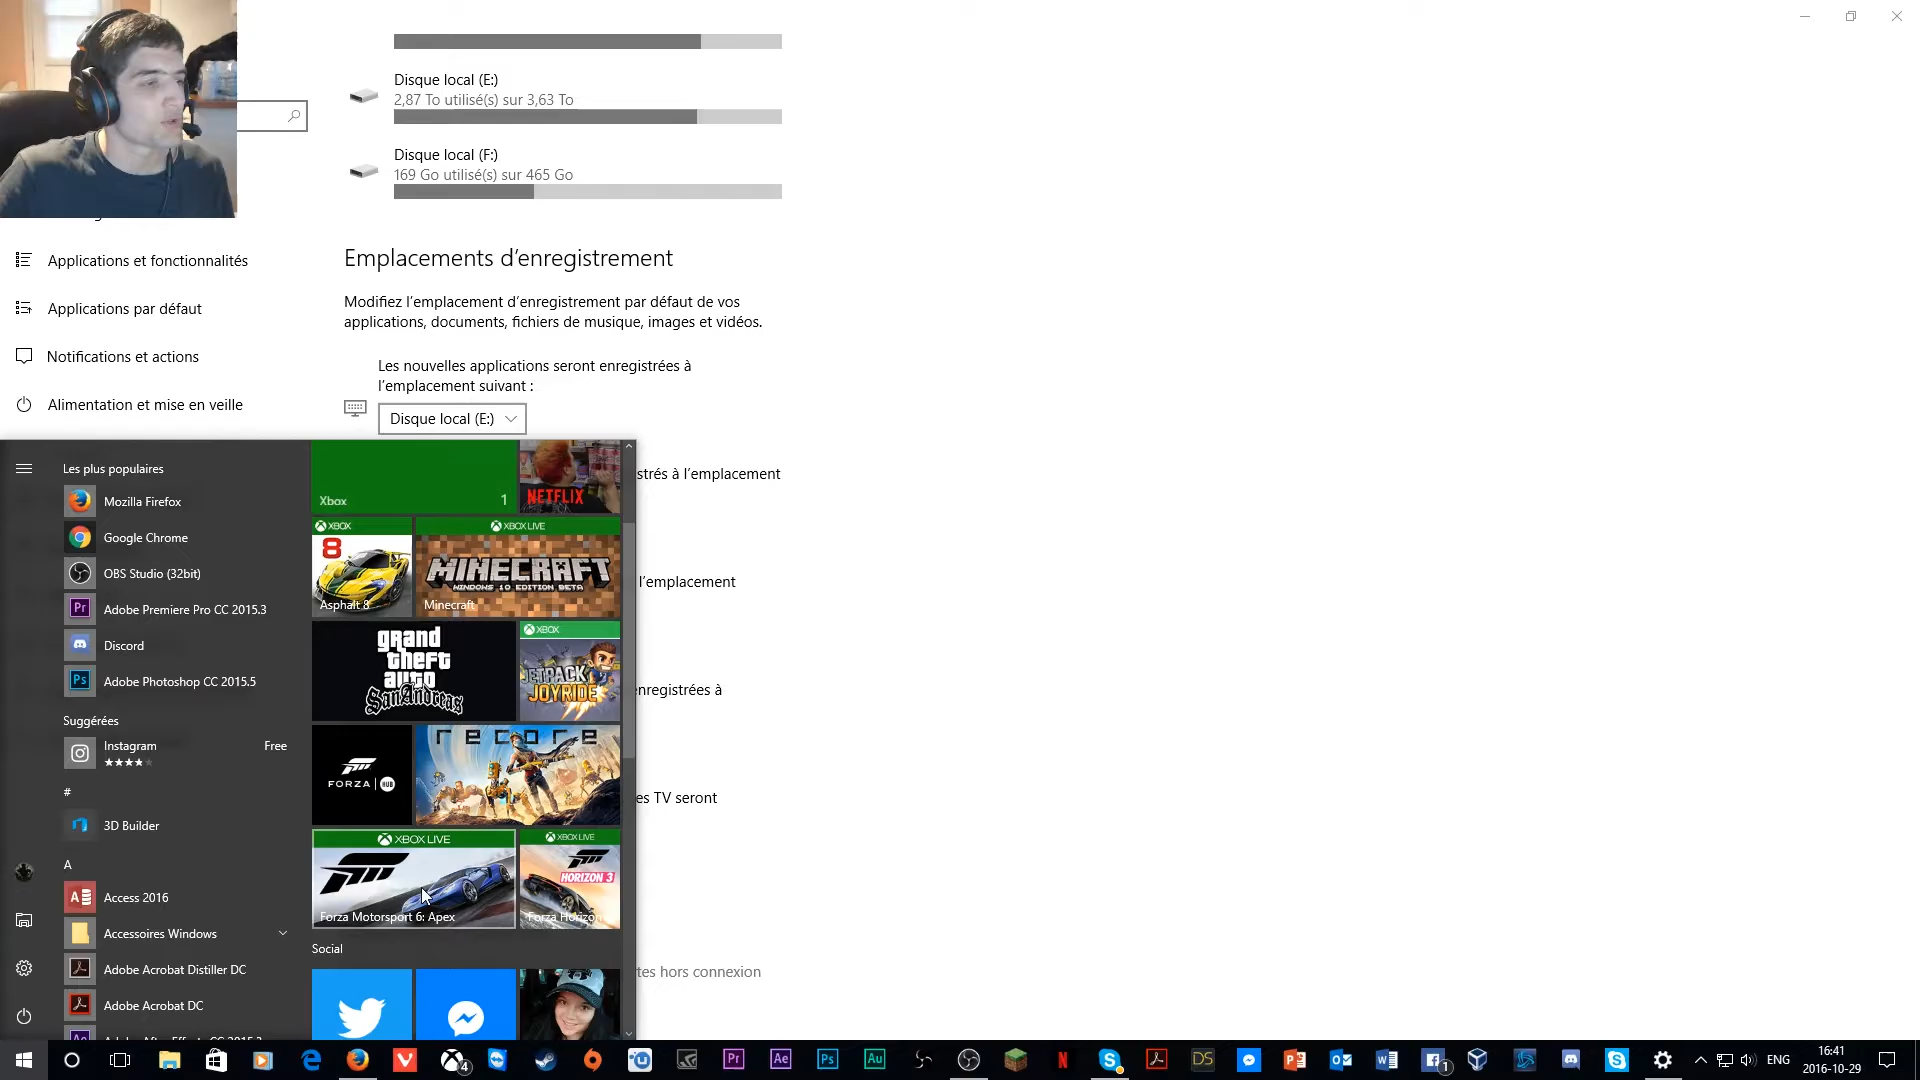 Disque local (E:)
2,87 To utilisé(s) sur 3,63 To
Disque local (F:)
169 Go utilisé(s) sur 465 Go
Emplacements d’enregistrement
Modifiez l’emplacement d’enregistrement par défaut de vos
applications, documents, fichiers de musique, images et vidéos.
Les nouvelles applications seront enregistrées à
l’emplacement suivant :
Disque local (E:)
strés à l’emplacement
l’emplacement
enregistrées à
es TV seront
tes hors connexion
Applications et fonctionnalités
Applications par défaut
Notifications et actions
Alimentation et mise en veille
Les plus populaires
Mozilla Firefox
Google Chrome
OBS Studio (32bit)
Adobe Premiere Pro CC 2015.3
Discord
Adobe Photoshop CC 2015.5
Suggérées
Instagram Free
#
3D Builder
A
Access 2016
Accessoires Windows
Adobe Acrobat Distiller DC
Adobe Acrobat DC
Xbox 1
NETFLIX
XBOX
8
Asphalt 8
XBOX LIVE
MINECRAFT
WINDOWS 10 EDITION BETA
Minecraft
grand
theft
auto
San Andreas
XBOX
JETPACK
JOYRIDE
FORZA HUB
recore
XBOX LIVE
Forza Motorsport 6: Apex
XBOX LIVE
HORIZON 3
Forza Horizon
Social
ENG
16:41
2016-10-29